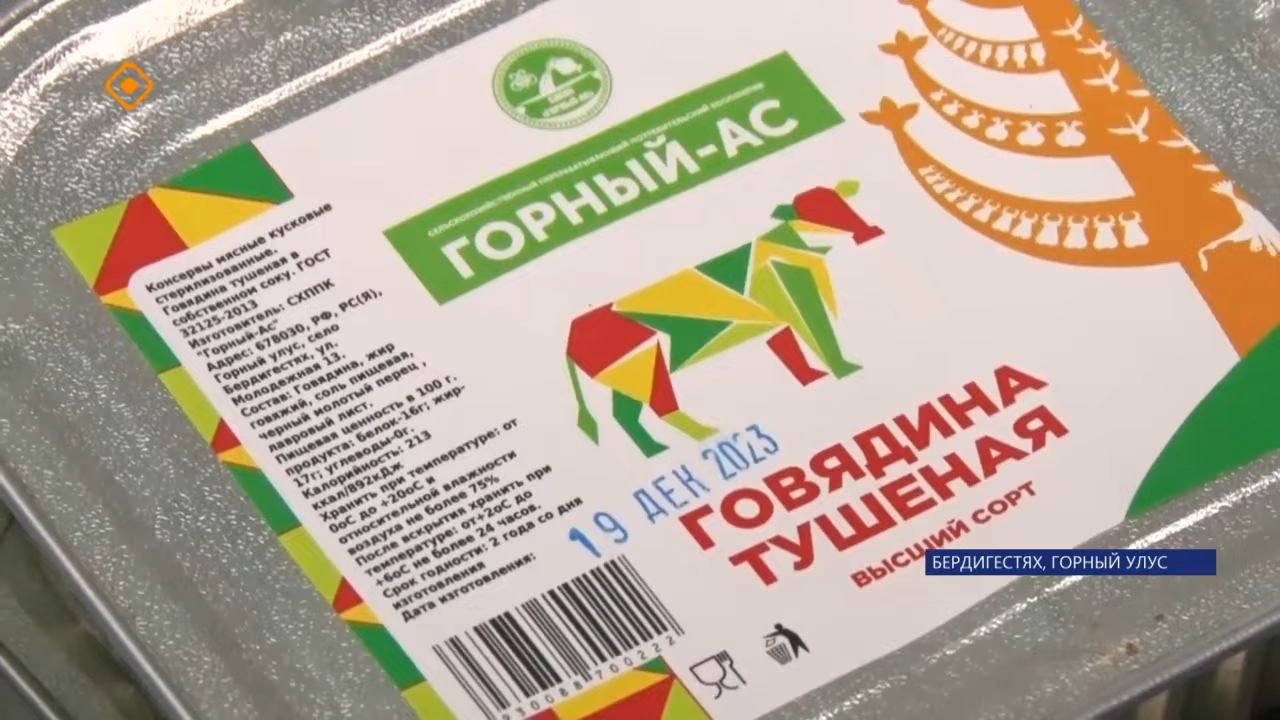 СЕЛЬСКОХОЗЯЙСТВЕННЫЙ ПЕРЕРАБАТЫВАЮЩИЙ ПОТРЕБИТЕЛЬСКИЙ КООПЕРАТИВ
ГОРНЫЙ-АС
Консервы мясные кусковые
стерилизованные.
Говядина тушеная в
собственном соку. ГОСТ
32125-2013
Изготовитель: СХППК
"Горный-Ас"
Адрес: 678030, РФ, РС(Я),
Горный улус, село
Бердигестях, ул.
Молодежная 13.
Состав: Говядина, жир
говяжий, соль пищевая,
черный молотый перец ,
лавровый лист.
Пищевая ценность в 100 г.
продукта: белок-16г; жир-
17г; углеводы-0г.
Калорийность: 213
ккал/892кДж
Хранить при температуре: от
0оС до +20оС и
относительной влажности
воздуха не более 75%
После вскрытия хранить при
температуре: от+2оС до
+6оС не более 24 часов.
Срок годности: 2 года со дня
изготовления
Дата изготовления:
19 ДЕК 2023
ГОВЯДИНА
ТУШЕНАЯ
ВЫСШИЙ СОРТ
930088700222
БЕРДИГЕСТЯХ, ГОРНЫЙ УЛУС